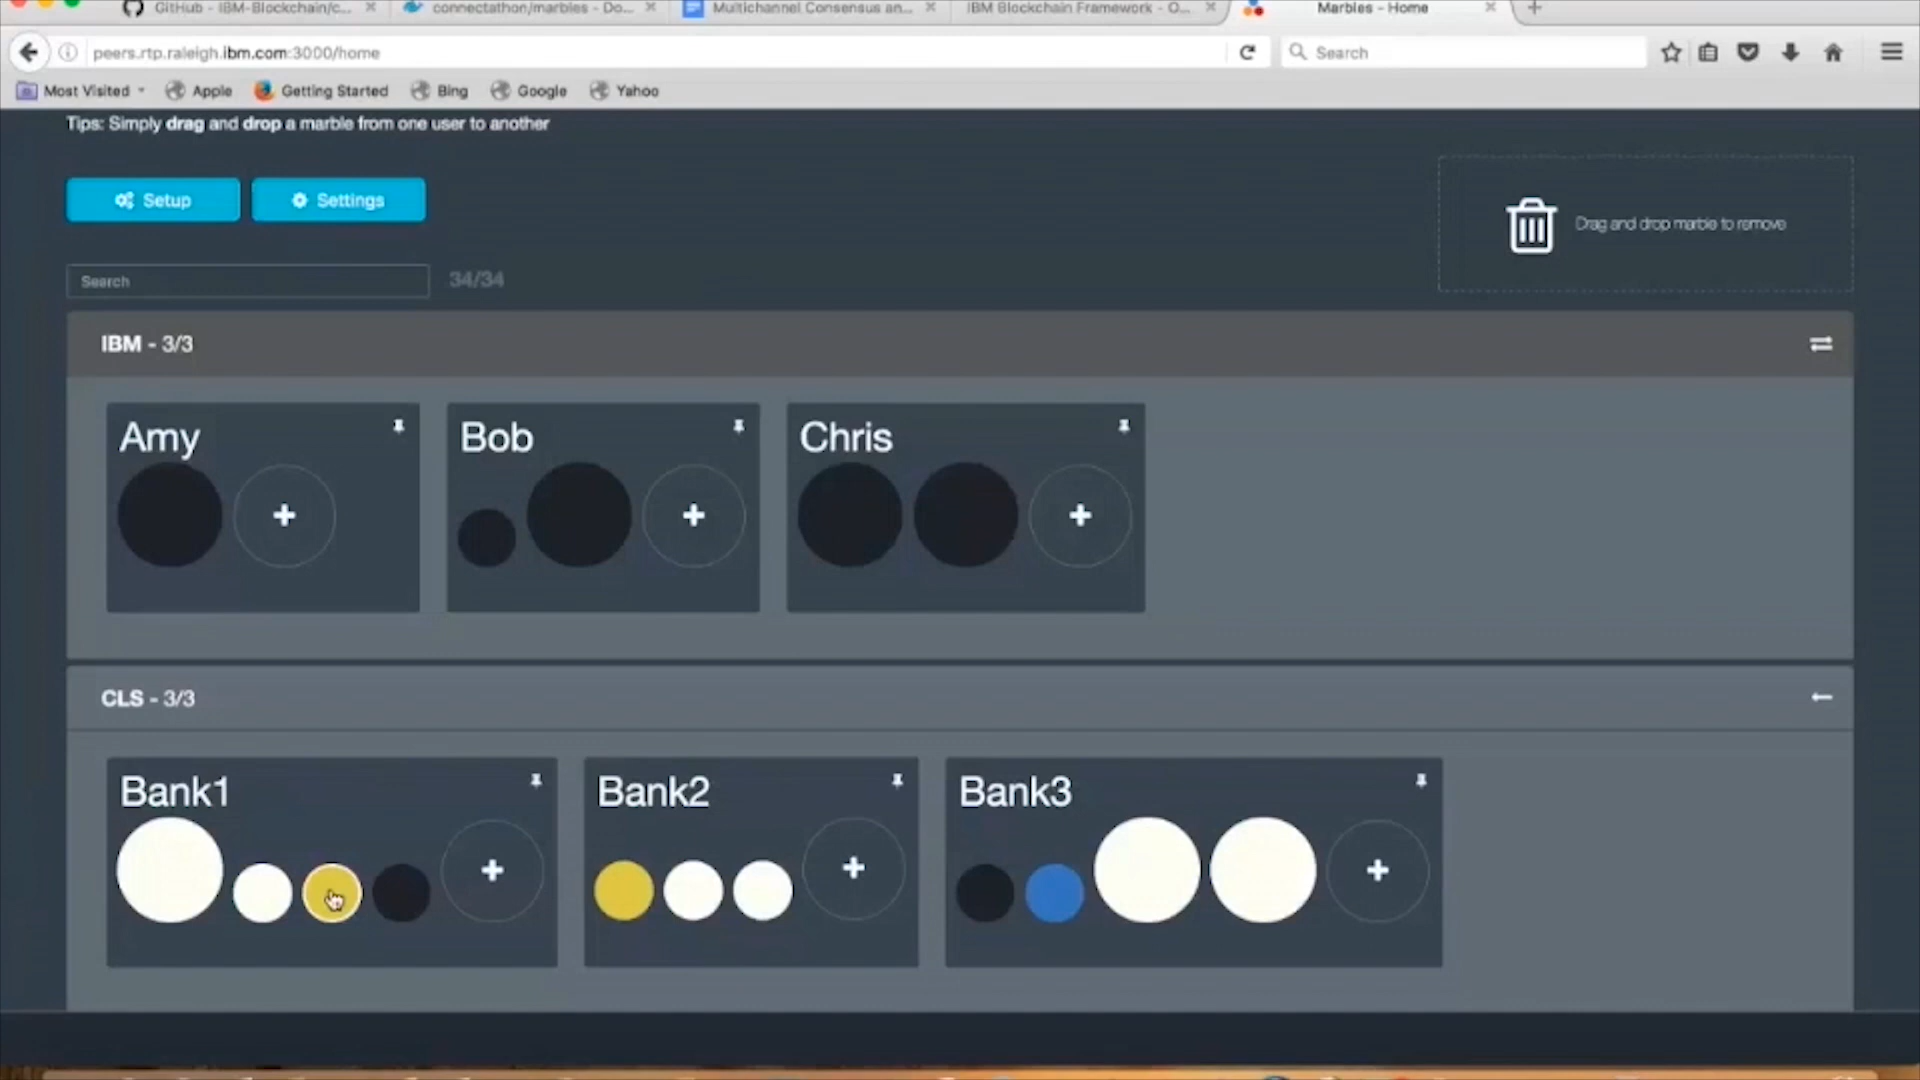 GitHub - IBM-Blockchain/c...
connectathon/marbles - Do...
Multichannel Consensus an...
IBM Blockchain Framework - O...
Marbles - Home
peers.rtp.raleigh.ibm.com:3000/home
Search
Most Visited
Apple
Getting Started
Bing
Google
Yahoo
Tips: Simply drag and drop a marble from one user to another
Setup
Settings
Drag and drop marble to remove
Search
34/34
IBM - 3/3
Amy
Bob
Chris
CLS - 3/3
Bank1
Bank2
Bank3